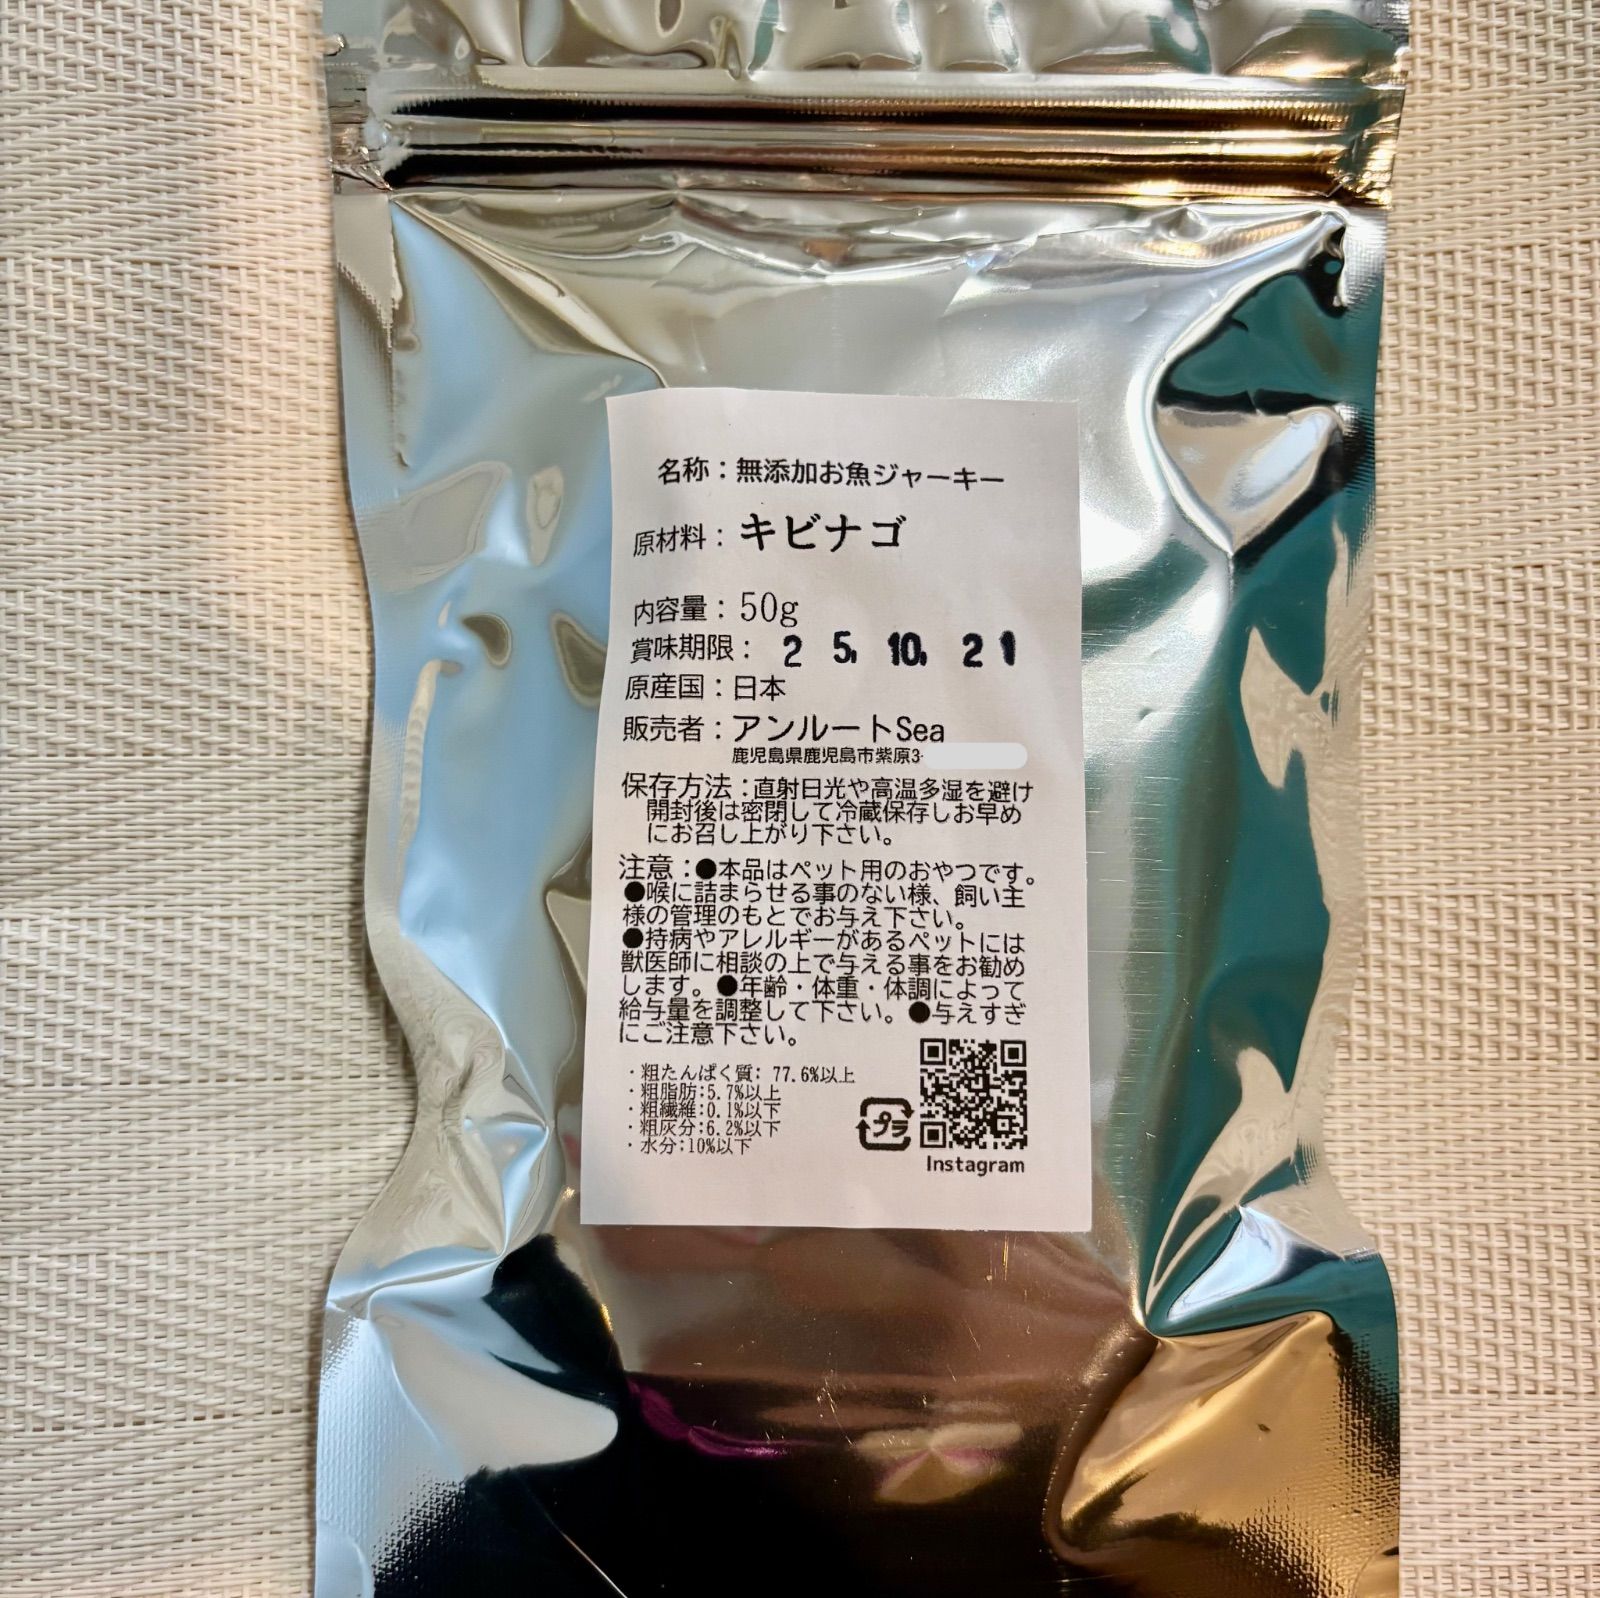 名称：無添加お魚ジャーキー
原材料：キビナゴ
内容量：50g
賞味期限：25.10.21
原産国：日本
販売者：アンルートSea
鹿児島県鹿児島市紫原3-
保存方法：直射日光や高温多湿を避け
開封後は密閉して冷蔵保存しお早め
にお召し上がり下さい。
注意：●本品はペット用のおやつです。
●喉に詰まらせる事のない様、飼い主
様の管理のもとでお与え下さい。
●持病やアレルギーがあるペットには
獣医師に相談の上で与える事をお勧め
します。●年齢・体重・体調によって
給与量を調整して下さい。●与えすぎ
にご注意下さい。
・粗たんぱく質：77.6%以上
・粗脂肪：5.7%以上
・粗繊維：0.1%以下
・粗灰分：6.2%以下
・水分：10%以下
プラ
Instagram